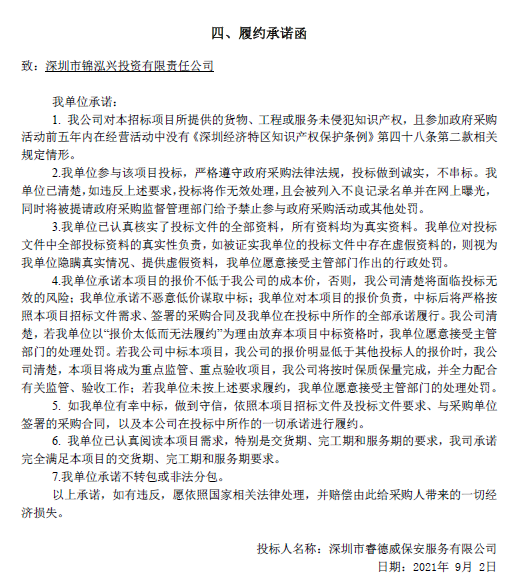 四、履约承诺函
致：深圳市锦泓兴投资有限责任公司
我单位承诺：
1. 我公司对本招标项目所提供的货物、工程或服务未侵犯知识产权，且参加政府采购
活动前五年内在经营活动中没有《深圳经济特区知识产权保护条例》第四十八条第二款相关
规定情形。
2.我单位参与该项目投标，严格遵守政府采购法律法规，投标做到诚实，不串标。我
单位已清楚，如违反上述要求，投标将作无效处理，且会被列入不良记录名单并在网上曝光，
同时将被提请政府采购监督管理部门给予禁止参与政府采购活动或其他处罚。
3.我单位已认真核实了投标文件的全部资料，所有资料均为真实资料。我单位对投标
文件中全部投标资料的真实性负责，如被证实我单位的投标文件中存在虚假资料的，则视为
我单位隐瞒真实情况、提供虚假资料，我单位愿意接受主管部门作出的行政处罚。
4.我单位承诺本项目的报价不低于我公司的成本价，否则，我公司清楚将面临投标无
效的风险；我单位承诺不恶意低价谋取中标；我单位对本项目的报价负责，中标后将严格按
照本项目招标文件需求、签署的采购合同及我单位在投标中所作的全部承诺履行。我公司清
楚，若我单位以“报价太低而无法履约”为理由放弃本项目中标资格时，我单位愿意接受主管
部门的处理处罚。若我公司中标本项目，我公司的报价明显低于其他投标人的报价时，我公
司清楚，本项目将成为重点监管、重点验收项目，我公司将按时保质保量完成，并全力配合
有关监管、验收工作；若我单位未按上述要求履约，我单位愿意接受主管部门的处理处罚。
5. 如我单位有幸中标，做到守信，依照本项目招标文件及投标文件要求、与采购单位
签署的采购合同，以及本公司在投标中所作的一切承诺进行履约。
6. 我单位已认真阅读本项目需求，特别是交货期、完工期和服务期的要求，我司承诺
完全满足本项目的交货期、完工期和服务期要求。
7.我单位承诺不转包或非法分包。
以上承诺，如有违反，愿依照国家相关法律处理，并赔偿由此给采购人带来的一切经
济损失。
投标人名称：深圳市睿德威保安服务有限公司
日期：2021年 9月 2日